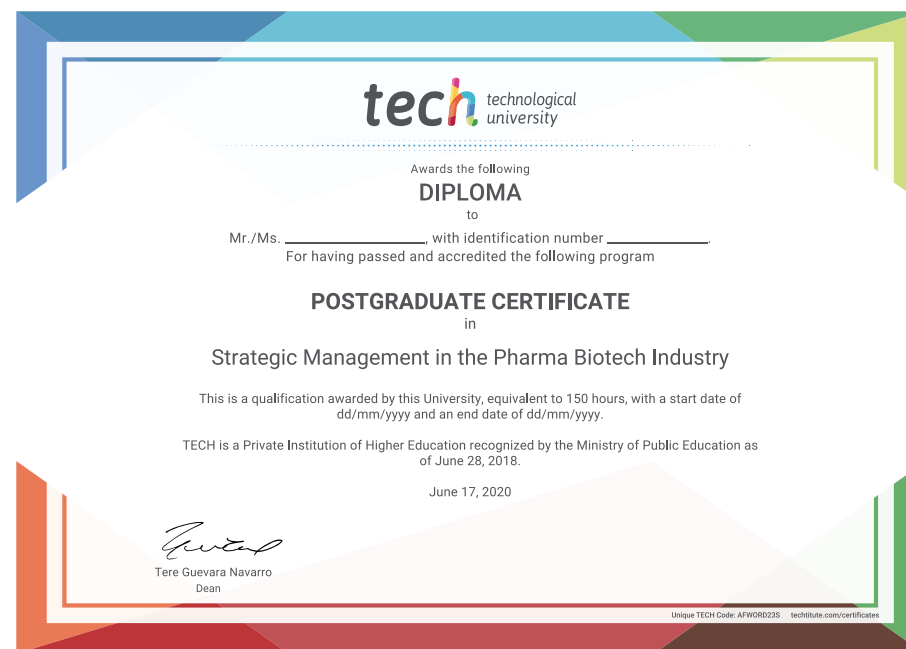 tech technological
university
Awards the following
DIPLOMA
to
Mr./Ms. ____________________, with identification number ______________.
For having passed and accredited the following program
POSTGRADUATE CERTIFICATE
in
Strategic Management in the Pharma Biotech Industry
This is a qualification awarded by this University, equivalent to 150 hours, with a start date of
dd/mm/yyyy and an end date of dd/mm/yyyy.
TECH is a Private Institution of Higher Education recognized by the Ministry of Public Education as
of June 28, 2018.
June 17, 2020
Tere Guevara Navarro
Dean
Unique TECH Code: AFWORD23S techtitute.com/certificates